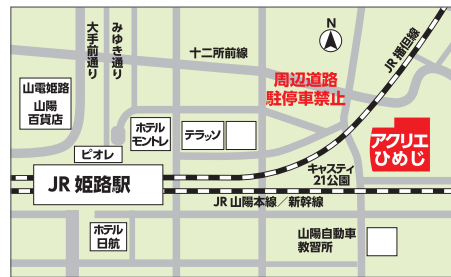 大手前通り
みゆき通り
十二所前線
N
JR 播但線
周辺道路
駐停車禁止
山電姫路
山陽
百貨店
ホテル
モントレ
テラッソ
アクリエ
ひめじ
ピオレ
キャスティ
21公園
JR 姫路駅
JR 山陽本線／新幹線
ホテル
日航
山陽自動車
教習所